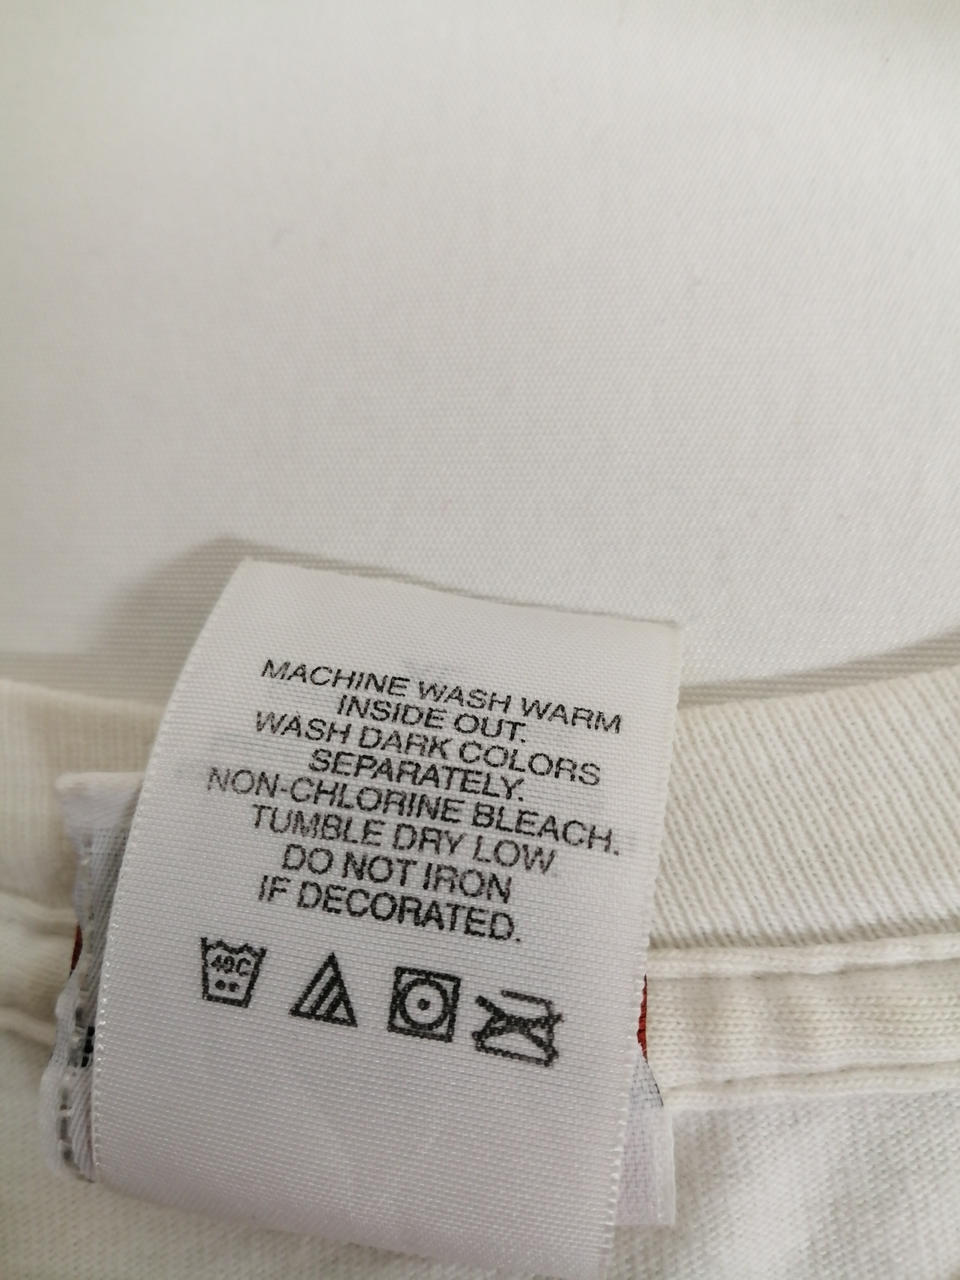 MACHINE WASH WARM
INSIDE OUT.
WASH DARK COLORS
SEPARATELY.
NON-CHLORINE BLEACH.
TUMBLE DRY LOW
DO NOT IRON
IF DECORATED.
40C